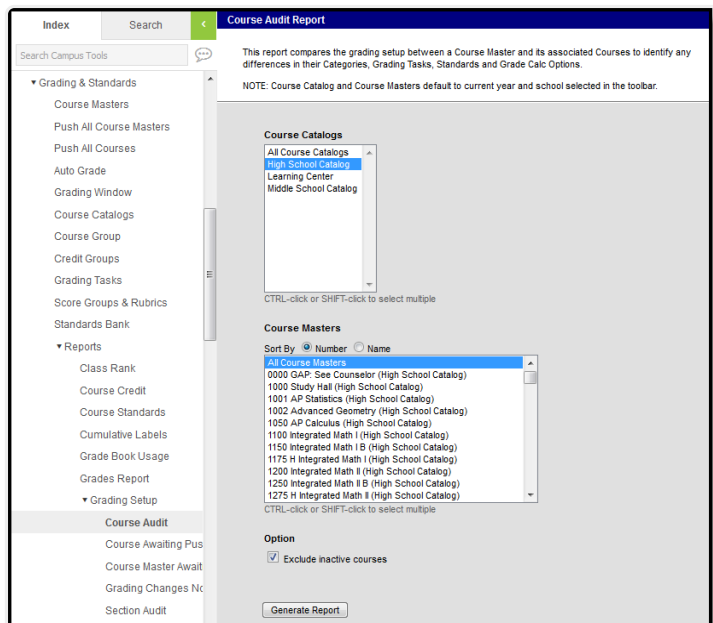 Index
Search
<
Search Campus Tools
Grading & Standards
Course Masters
Push All Course Masters
Push All Courses
Auto Grade
Grading Window
Course Catalogs
Course Group
Credit Groups
Grading Tasks
Score Groups & Rubrics
Standards Bank
Reports
Class Rank
Course Credit
Course Standards
Cumulative Labels
Grade Book Usage
Grades Report
Grading Setup
Course Audit
Course Awaiting Pus
Course Master Await
Grading Changes No
Section Audit
Course Audit Report
This report compares the grading setup between a Course Master and its associated Courses to identify any
differences in their Categories, Grading Tasks, Standards and Grade Calc Options.
NOTE: Course Catalog and Course Masters default to current year and school selected in the toolbar.
Course Catalogs
All Course Catalogs
High School Catalog
Learning Center
Middle School Catalog
CTRL-click or SHIFT-click to select multiple
Course Masters
Sort By Number Name
All Course Masters
0000 GAP: See Counselor (High School Catalog)
1000 Study Hall (High School Catalog)
1001 AP Statistics (High School Catalog)
1002 Advanced Geometry (High School Catalog)
1050 AP Calculus (High School Catalog)
1100 Integrated Math I (High School Catalog)
1150 Integrated Math I B (High School Catalog)
1175 H Integrated Math I (High School Catalog)
1200 Integrated Math II (High School Catalog)
1250 Integrated Math II B (High School Catalog)
1275 H Integrated Math II (High School Catalog)
CTRL-click or SHIFT-click to select multiple
Option
Exclude inactive courses
Generate Report